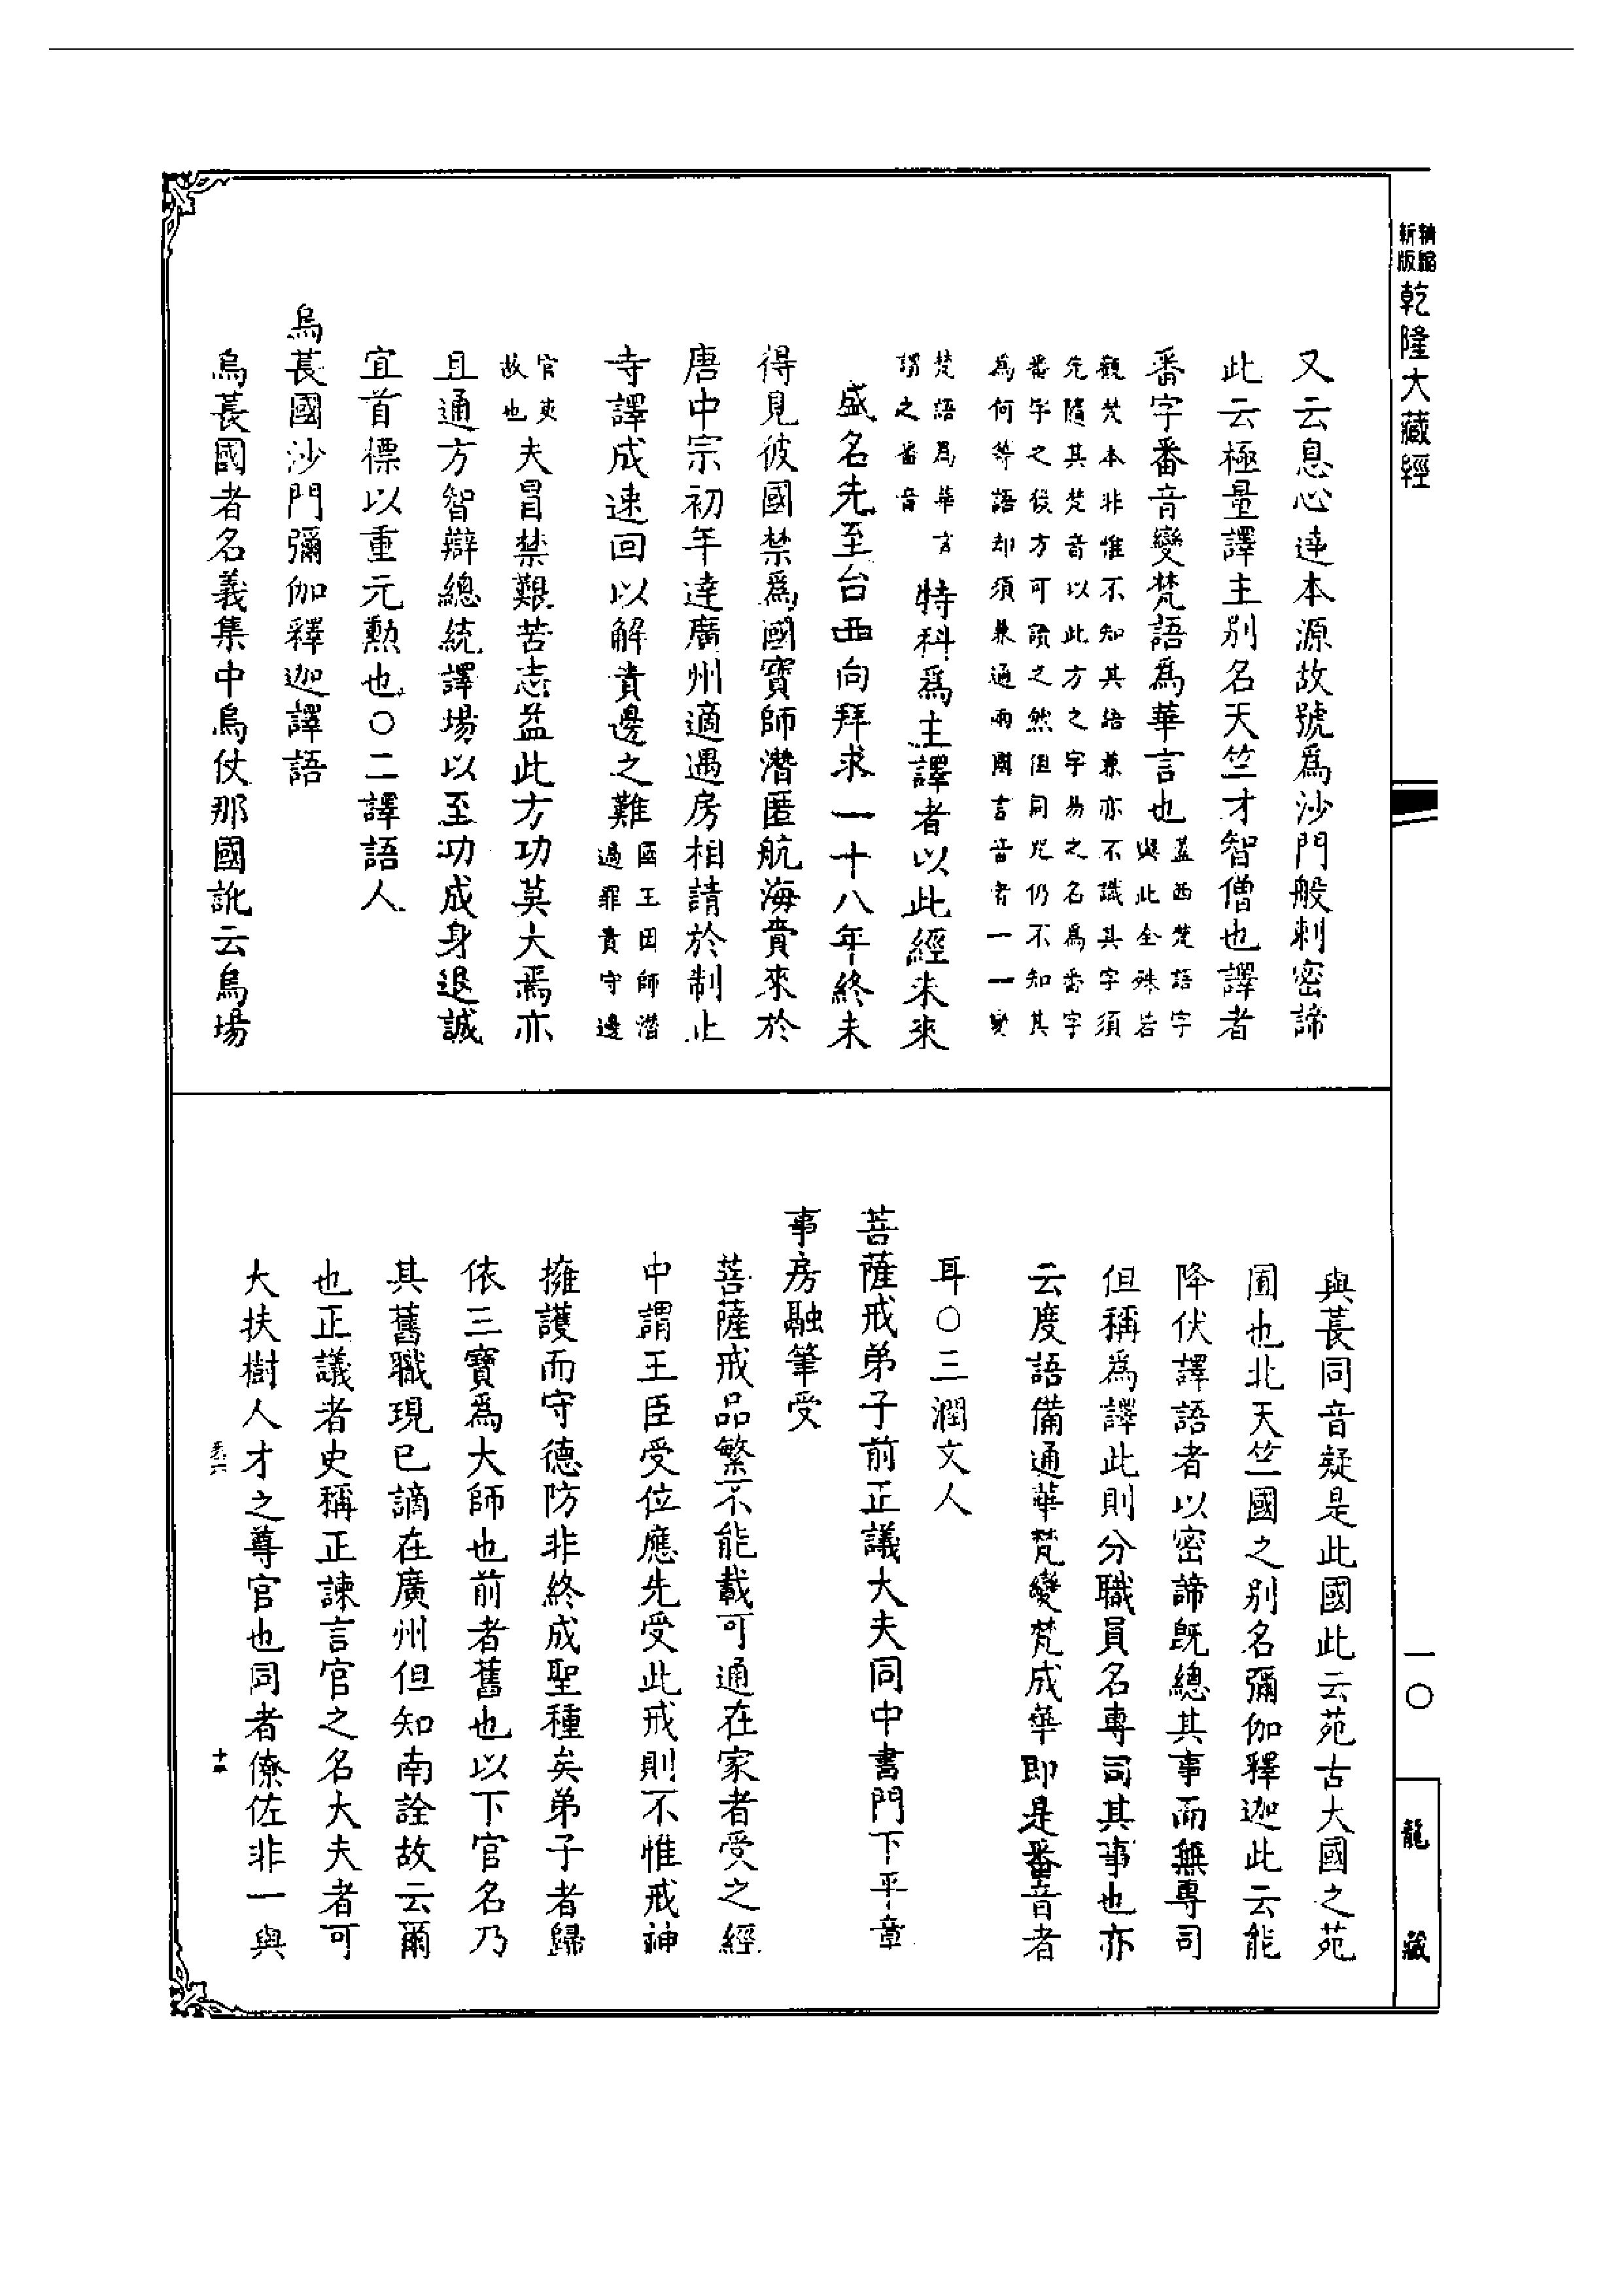 精縮
新版
乾隆大藏經
又云息心達本源故號爲沙門般剌密諦
此云極量譯主別名天竺才智僧也譯者
番字番音變梵語爲華言也蓋西梵語字
與此全殊若
觀梵本非惟不知其語兼亦不識其字須
先隨其梵音以此方之字易之名爲番字
番字之後方可讀之然但同咒仍不知其
為何等語却須兼通兩國言音者一一變
梵語為華言
謂之番音
特科爲主譯者以此經未來
盛名先至台西向拜求一十八年終未
得見彼國禁爲國寶師潛匿航海賷來於
唐中宗初年達廣州適遇房相請於制止
寺譯成速回以解責邊之難國王因師潛
過罪責守邊
官吏
故也
夫冒禁艱苦志益此方功莫大焉亦
且通方智辯總統譯場以至功成身退誠
宜首標以重元勲也○二譯語人
烏萇國沙門彌伽釋迦譯語
烏萇國者名義集中烏仗那國訛云烏場
與萇同音疑是此國此云苑古大國之苑
囿也北天竺國之別名彌伽釋迦此云能
降伏譯語者以密諦既總其事而無專司
但稱爲譯此則分職員名專司其事也亦
云度語備通華梵變梵成華即是番音者
耳○三潤文人
菩薩戒弟子前正議大夫同中書門下平章
事房融筆受
菩薩戒品繁不能載可通在家者受之經
中謂王臣受位應先受此戒則不惟戒神
擁護而守德防非終成聖種矣弟子者歸
依三寶爲大師也前者舊也以下官名乃
其舊職現已謫在廣州但知南詮故云爾
也正議者史稱正諫言官之名大夫者可
大扶樹人才之尊官也同者僚佐非一與
一〇
龍藏